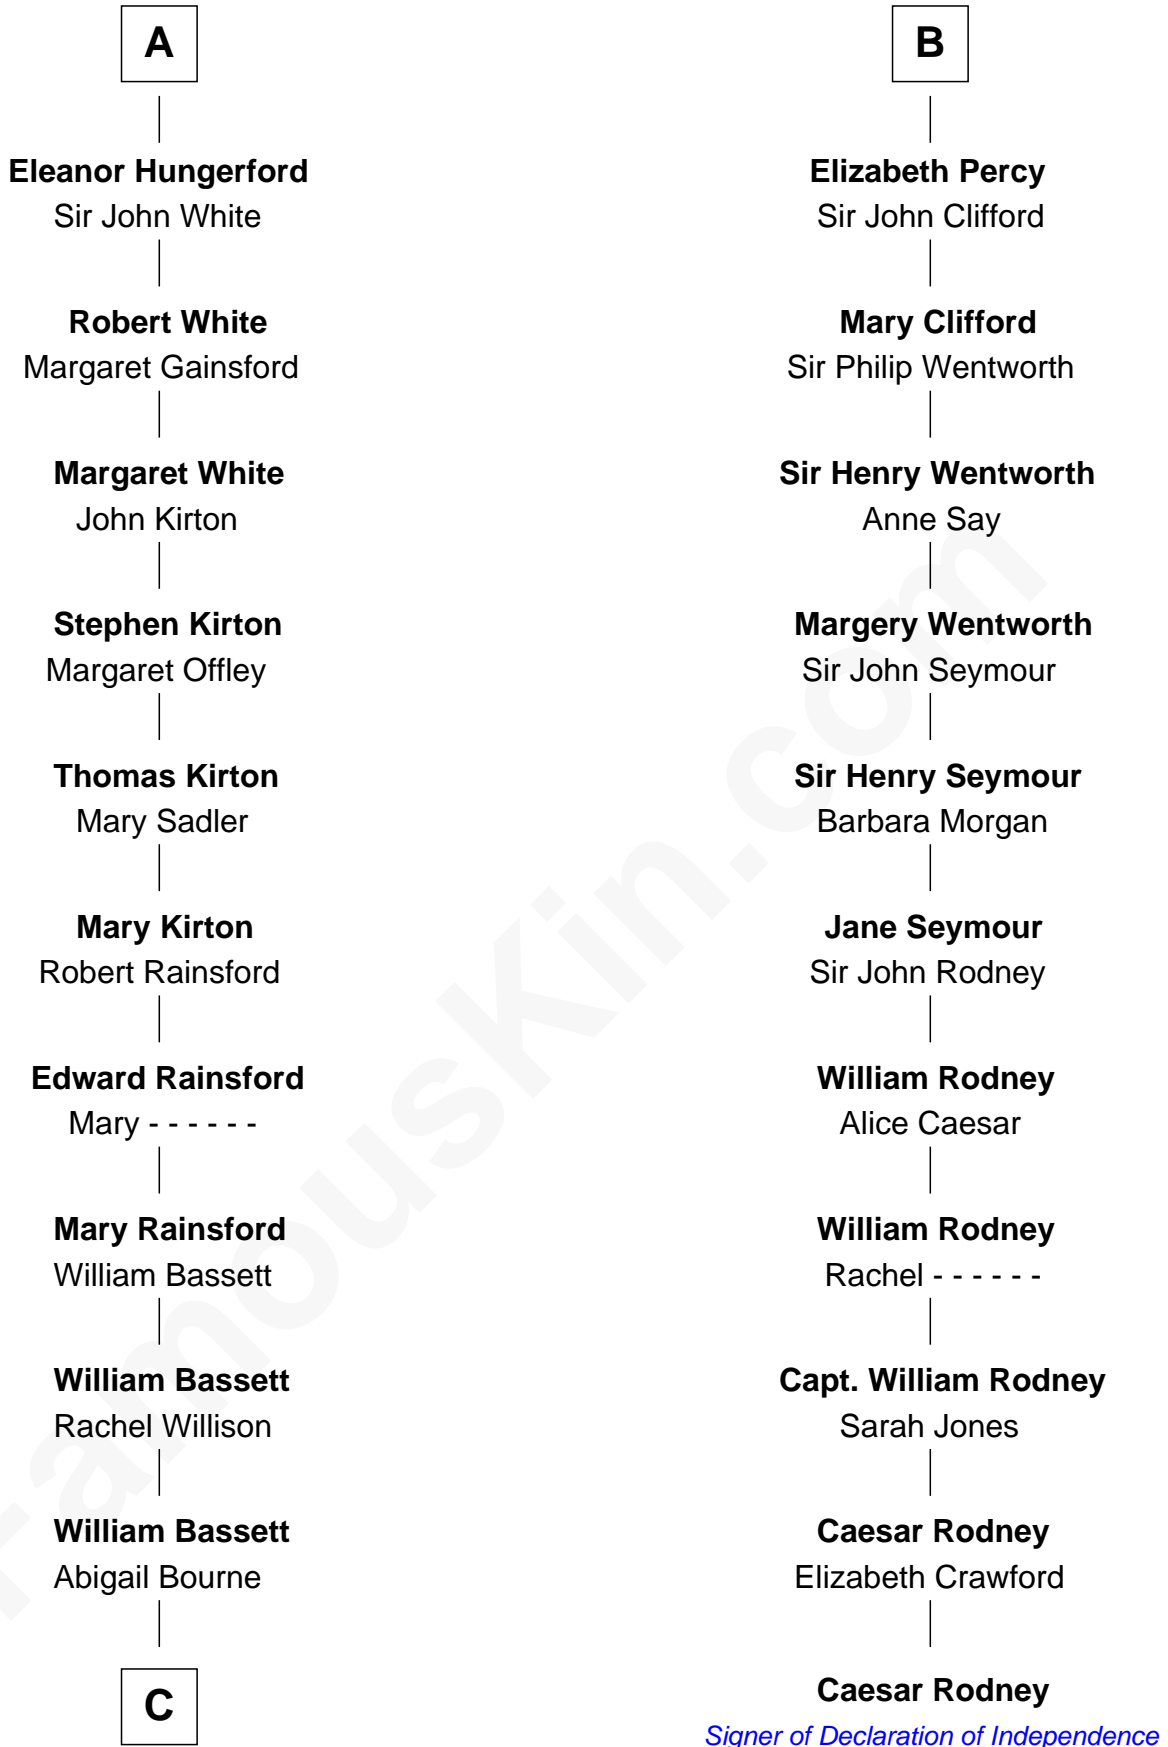 A
Eleanor Hungerford
Sir John White
Robert White
Margaret Gainsford
Margaret White
John Kirton
Stephen Kirton
Margaret Offley
Thomas Kirton
Mary Sadler
Mary Kirton
Robert Rainsford
Edward Rainsford
Mary - - - - - -
Mary Rainsford
William Bassett
William Bassett
Rachel Willison
William Bassett
Abigail Bourne
C
B
Elizabeth Percy
Sir John Clifford
Mary Clifford
Sir Philip Wentworth
Sir Henry Wentworth
Anne Say
Margery Wentworth
Sir John Seymour
Sir Henry Seymour
Barbara Morgan
Jane Seymour
Sir John Rodney
William Rodney
Alice Caesar
William Rodney
Rachel - - - - - -
Capt. William Rodney
Sarah Jones
Caesar Rodney
Elizabeth Crawford
Caesar Rodney
Signer of Declaration of Independence
FamousKin.com